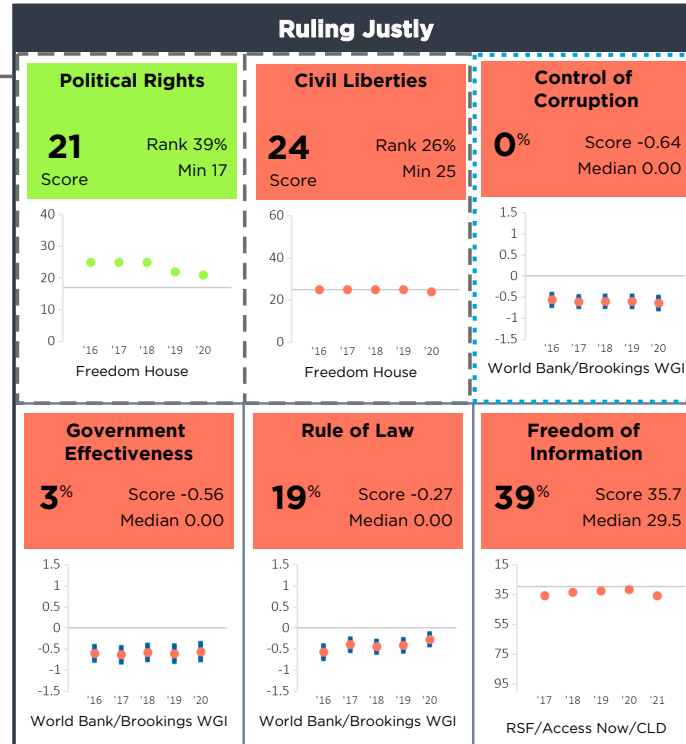 Ruling Justly
Political Rights
21
Score
Rank 39%
Min 17
40
30
20
10
0
'16 '17 '18 '19 '20
Freedom House
Civil Liberties
24
Score
Rank 26%
Min 25
60
40
20
0
'16 '17 '18 '19 '20
Freedom House
Control of
Corruption
0%
Score -0.64
Median 0.00
1.5
1
0.5
0
-0.5
-1
-1.5
'16 '17 '18 '19 '20
World Bank/Brookings WGI
Government
Effectiveness
3%
Score -0.56
Median 0.00
1.5
1
0.5
0
-0.5
-1
-1.5
'16 '17 '18 '19 '20
World Bank/Brookings WGI
Rule of Law
19%
Score -0.27
Median 0.00
1.5
1
0.5
0
-0.5
-1
-1.5
'16 '17 '18 '19 '20
World Bank/Brookings WGI
Freedom of
Information
39%
Score 35.7
Median 29.5
15
35
55
75
95
'17 '18 '19 '20 '21
RSF/Access Now/CLD